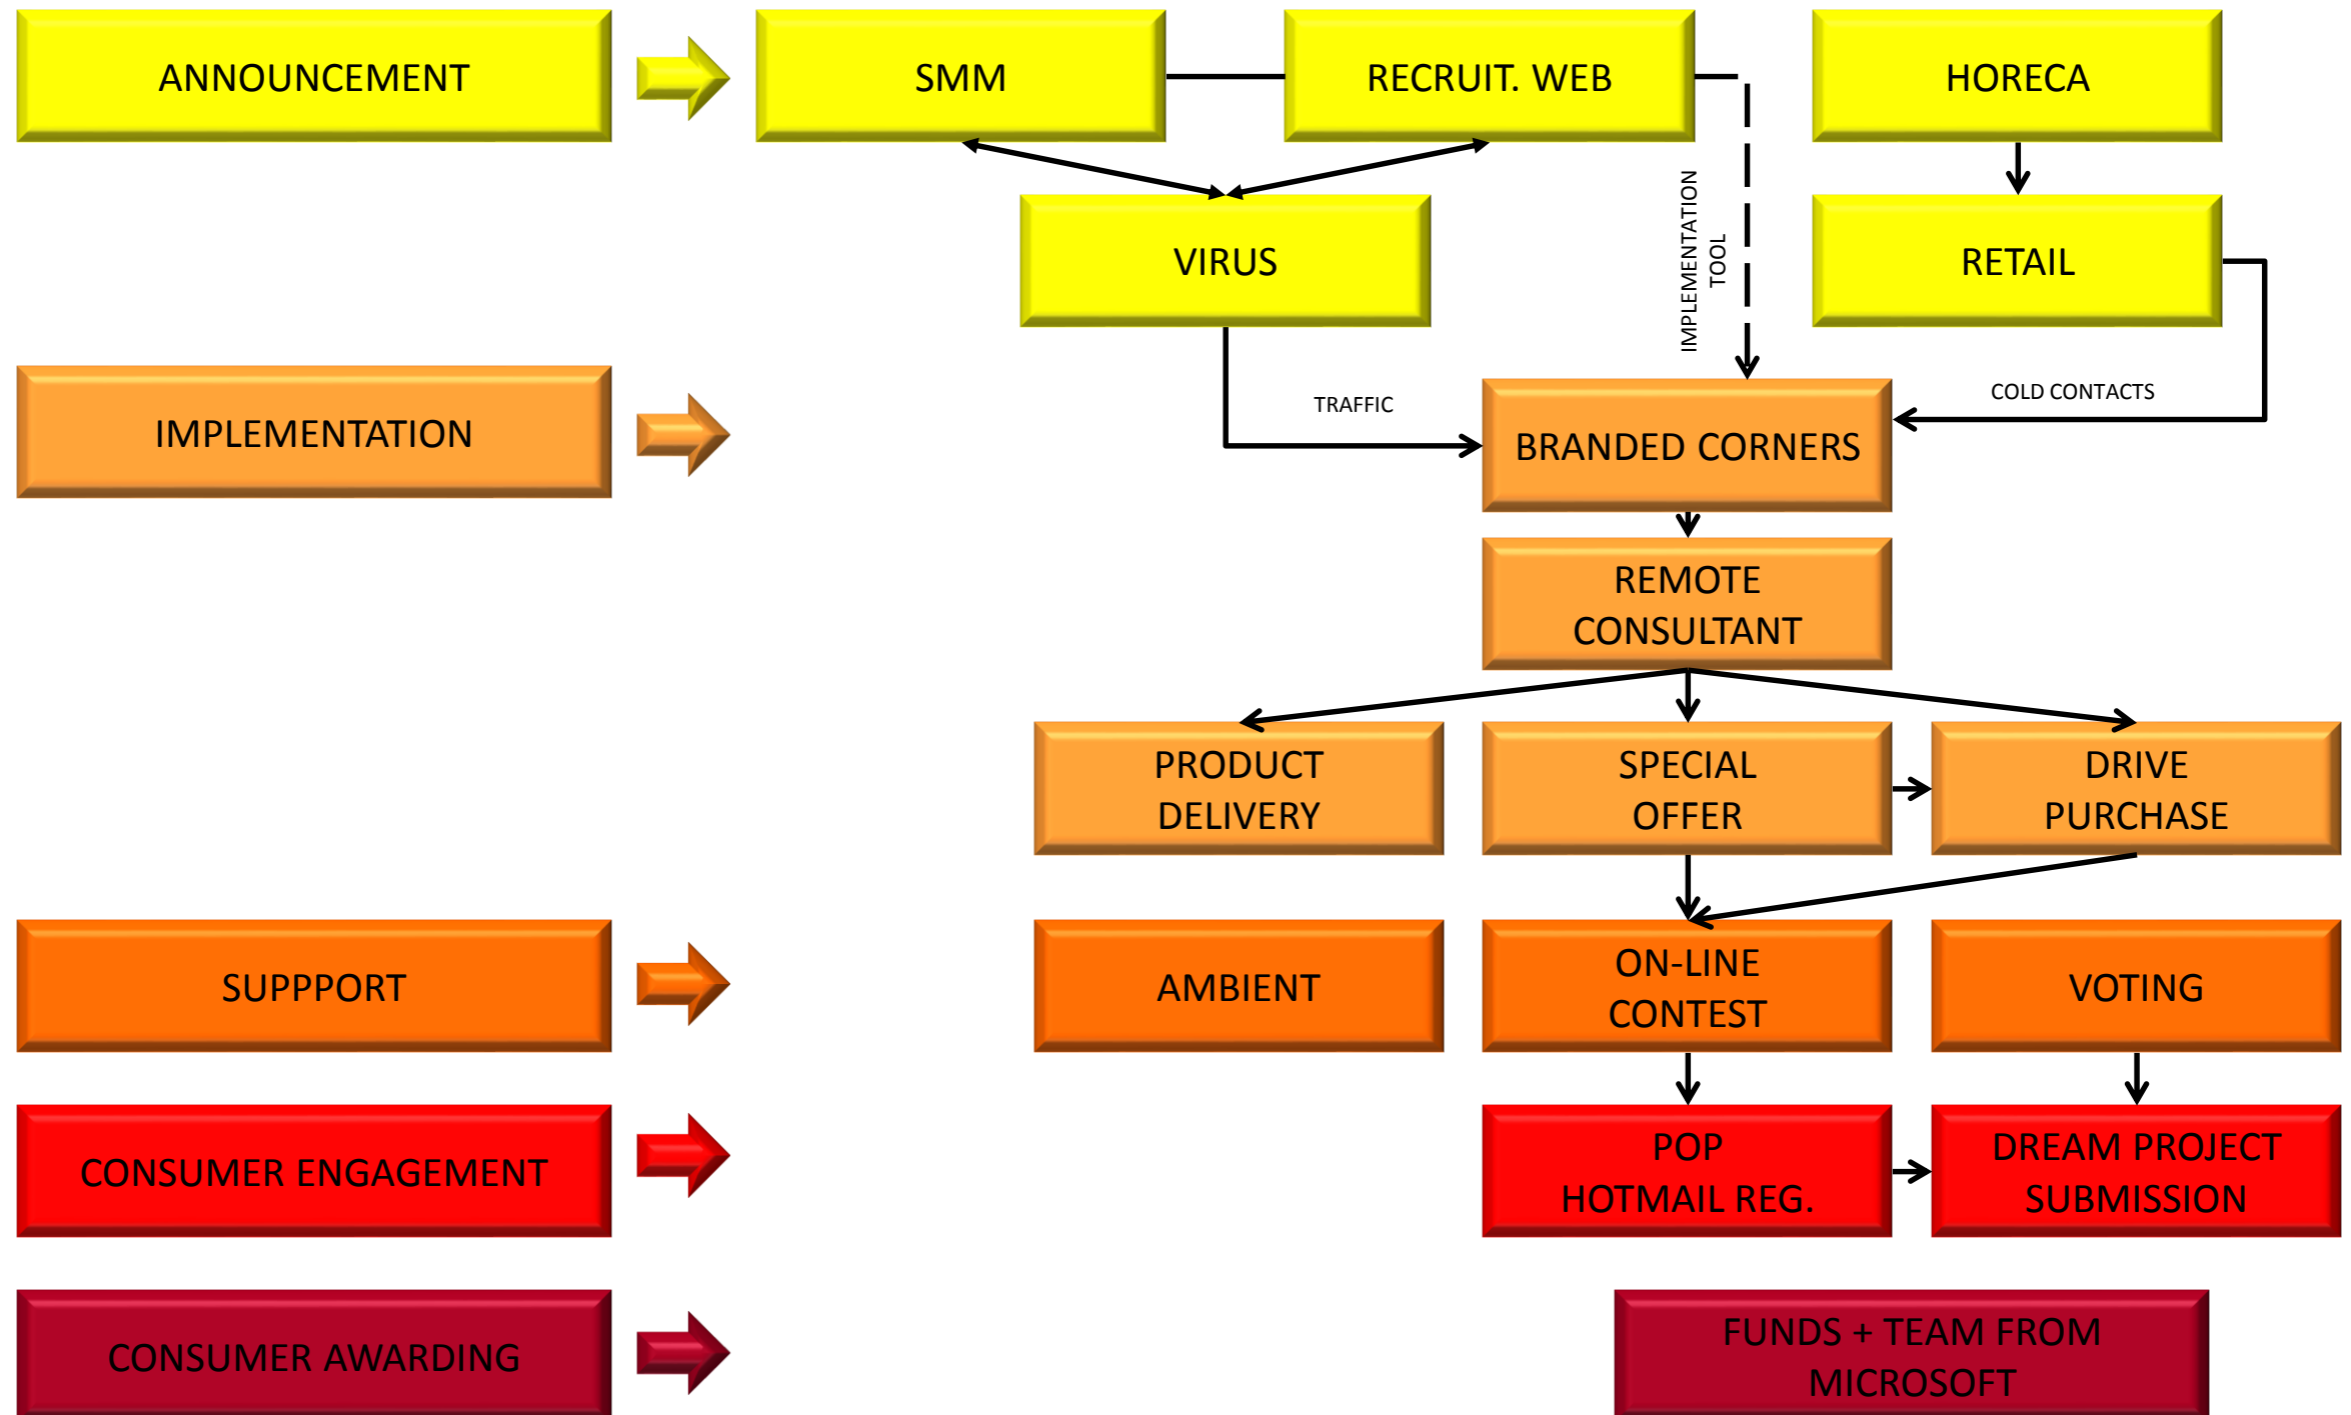 ANNOUNCEMENT
SMM
RECRUIT. WEB
HORECA
IMPLEMENTATION
TOOL
VIRUS
RETAIL
IMPLEMENTATION
TRAFFIC
COLD CONTACTS
BRANDED CORNERS
REMOTE
CONSULTANT
PRODUCT
DELIVERY
SPECIAL
OFFER
DRIVE
PURCHASE
SUPPPORT
AMBIENT
ON-LINE
CONTEST
VOTING
CONSUMER ENGAGEMENT
POP
HOTMAIL REG.
DREAM PROJECT
SUBMISSION
CONSUMER AWARDING
FUNDS + TEAM FROM
MICROSOFT